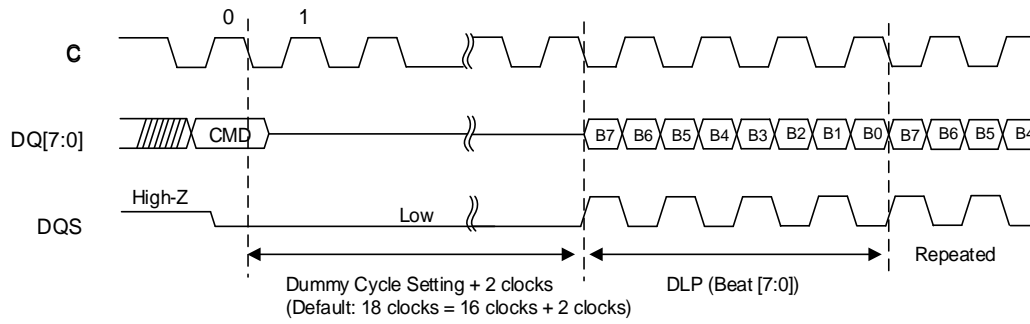 0 1
C
DQ[7:0] CMD B7 B6 B5 B4 B3 B2 B1 B0 B7 B6 B5 B4
High-Z
DQS Low
Repeated
Dummy Cycle Setting + 2 clocks DLP (Beat [7:0])
(Default: 18 clocks = 16 clocks + 2 clocks)